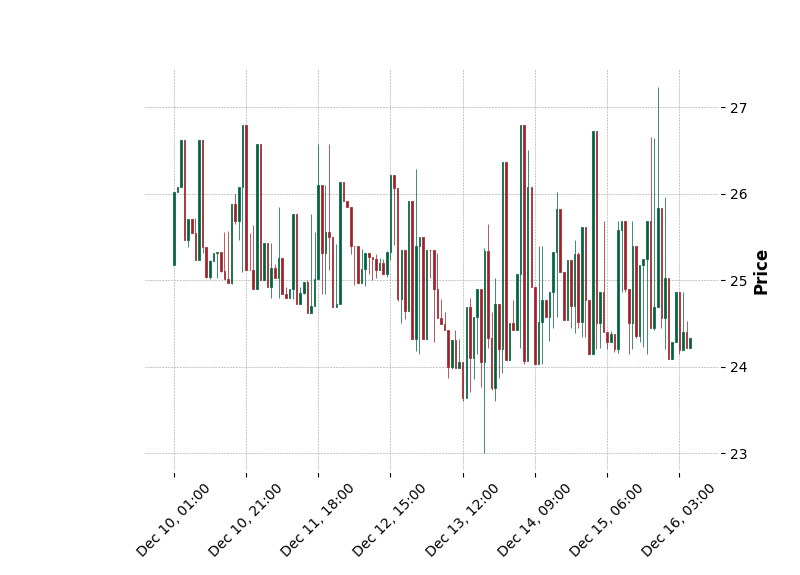 27
26
25
24
23
Price
Dec 10, 01:00
Dec 10, 21:00
Dec 11, 18:00
Dec 12, 15:00
Dec 13, 12:00
Dec 14, 09:00
Dec 15, 06:00
Dec 16, 03:00